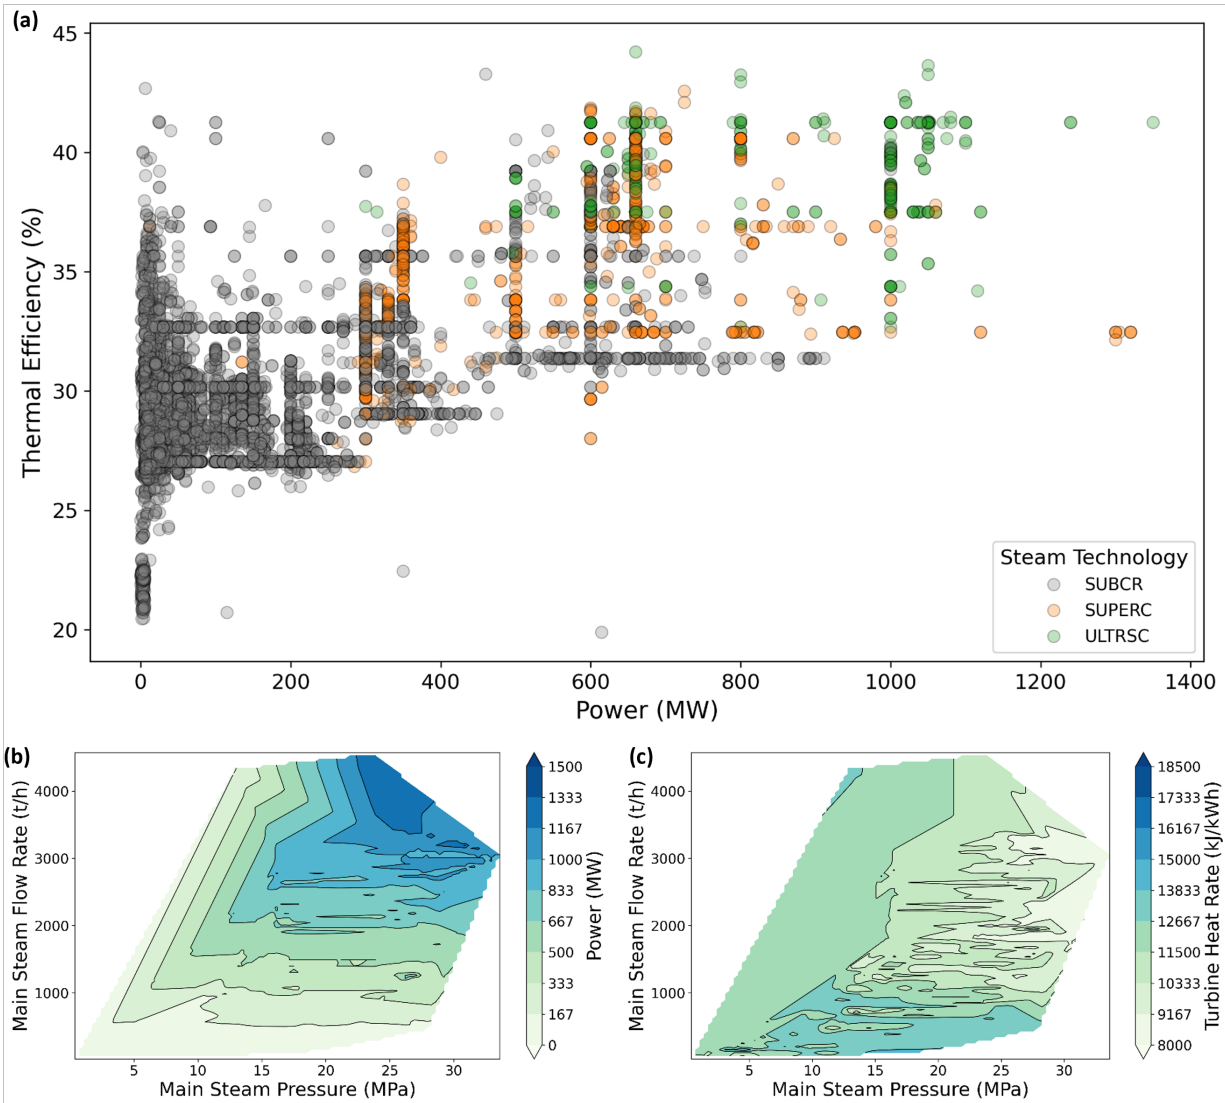 (a)
Thermal Efficiency (%)
45
40
35
30
25
20
0 200 400 600 800 1000 1200 1400
Power (MW)
Steam Technology
SUBCR
SUPERC
ULTRSC
(b)
Main Steam Flow Rate (t/h)
4000
3000
2000
1000
5 10 15 20 25 30
Main Steam Pressure (MPa)
1500
1333
1167
1000
833
667
500
333
167
0
Power (MW)
(c)
Main Steam Flow Rate (t/h)
4000
3000
2000
1000
5 10 15 20 25 30
Main Steam Pressure (MPa)
18500
17333
16167
15000
13833
12667
11500
10333
9167
8000
Turbine Heat Rate (kJ/kWh)